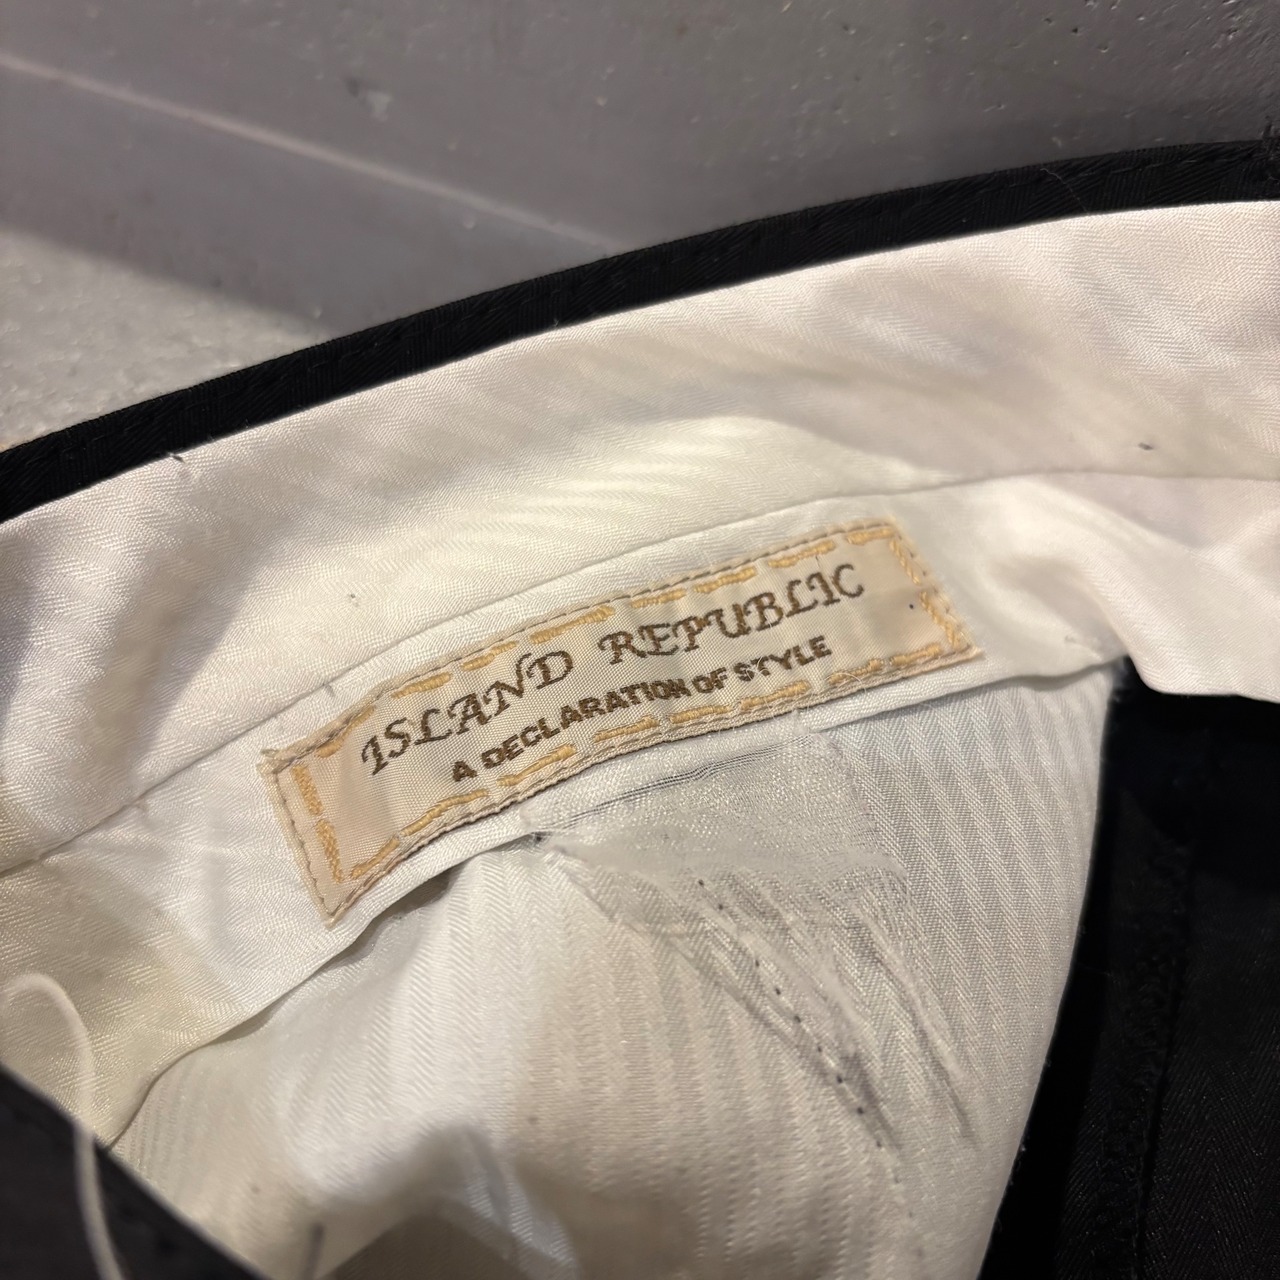 ISLAND REPUBLIC
A DECLARATION OF STYLE